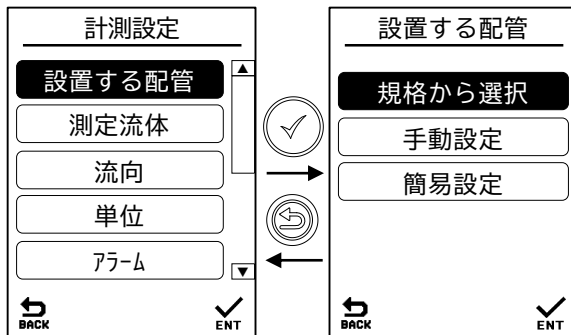 計測設定
設置する配管
測定流体
流向
単位
ｱﾗｰﾑ
BACK
ENT
設置する配管
規格から選択
手動設定
簡易設定
BACK
ENT